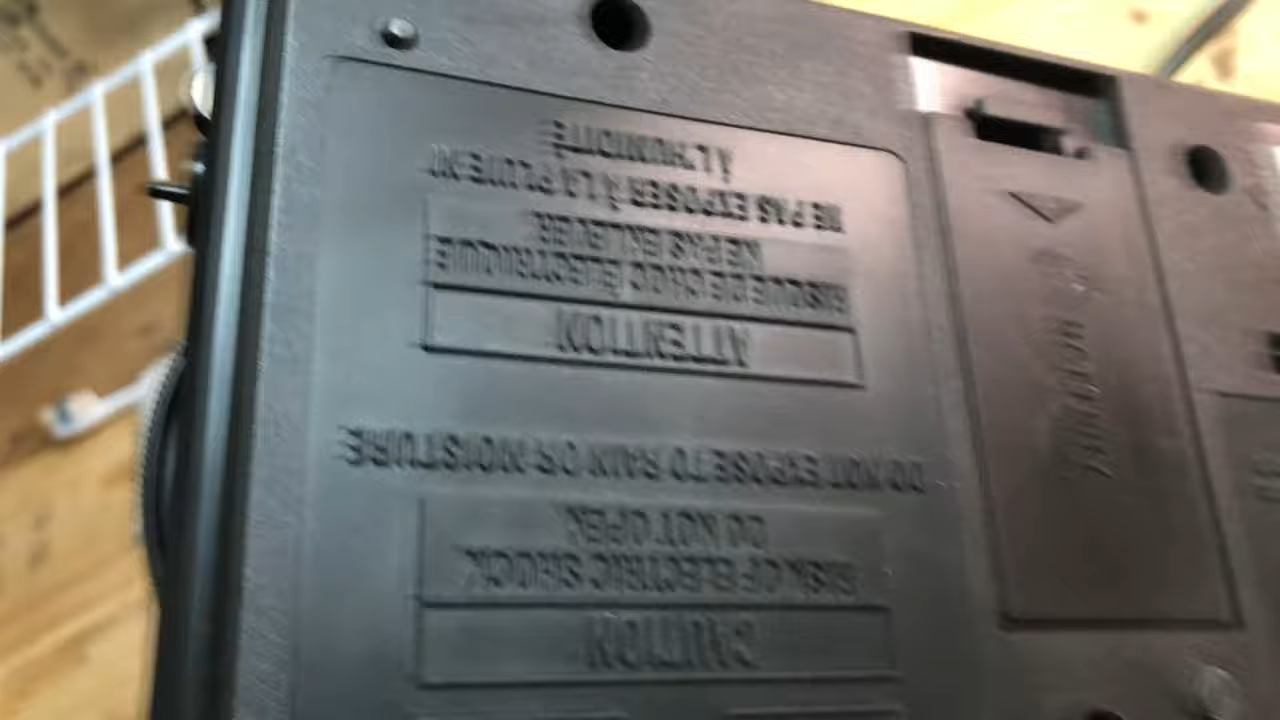 CAUTION
RISK OF ELECTRIC SHOCK
DO NOT OPEN.
DO NOT EXPOSE TO RAIN OR MOISTURE.
ATTENTION
RISQUE DE CHOC ELECTRIQUE
NE PAS ENLEVER.
NE PAS EXPOSER À LA PLUIE NI
À L'HUMIDITÉ